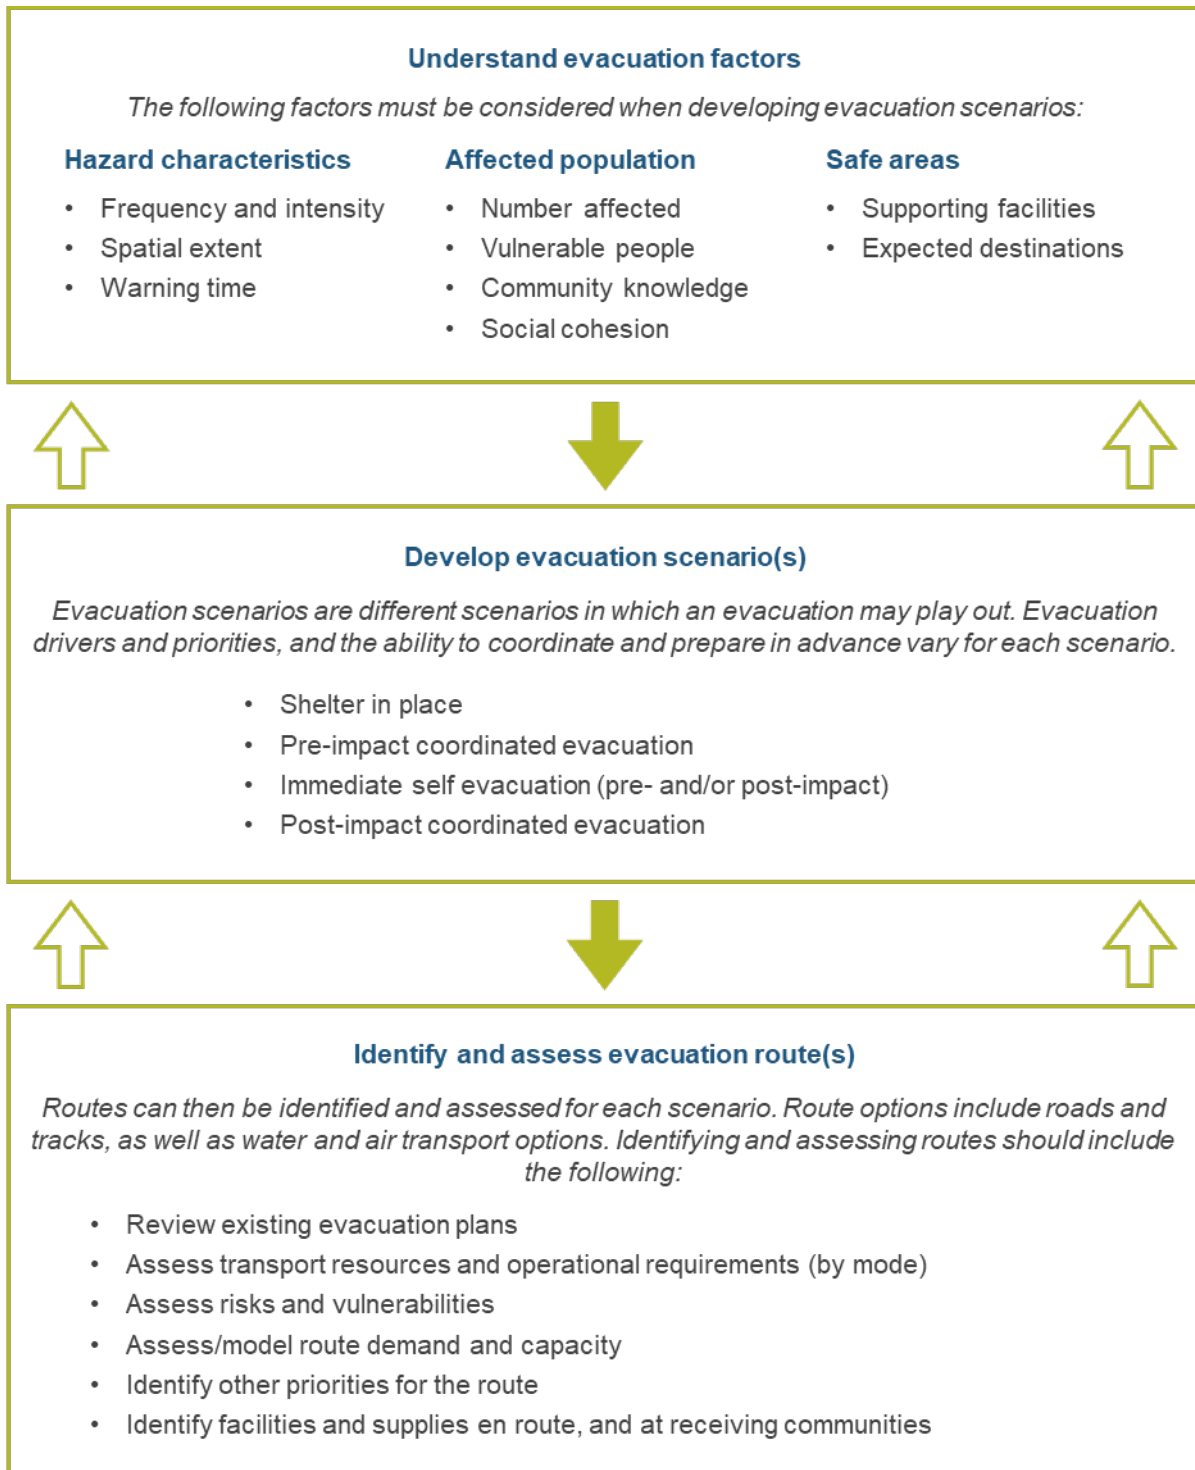 Understand evacuation factors
The following factors must be considered when developing evacuation scenarios:
Hazard characteristics
• Frequency and intensity
• Spatial extent
• Warning time
Affected population
• Number affected
• Vulnerable people
• Community knowledge
• Social cohesion
Safe areas
• Supporting facilities
• Expected destinations
Develop evacuation scenario(s)
Evacuation scenarios are different scenarios in which an evacuation may play out. Evacuation
drivers and priorities, and the ability to coordinate and prepare in advance vary for each scenario.
• Shelter in place
• Pre-impact coordinated evacuation
• Immediate self evacuation (pre- and/or post-impact)
• Post-impact coordinated evacuation
Identify and assess evacuation route(s)
Routes can then be identified and assessed for each scenario. Route options include roads and
tracks, as well as water and air transport options. Identifying and assessing routes should include
the following:
• Review existing evacuation plans
• Assess transport resources and operational requirements (by mode)
• Assess risks and vulnerabilities
• Assess/model route demand and capacity
• Identify other priorities for the route
• Identify facilities and supplies en route, and at receiving communities